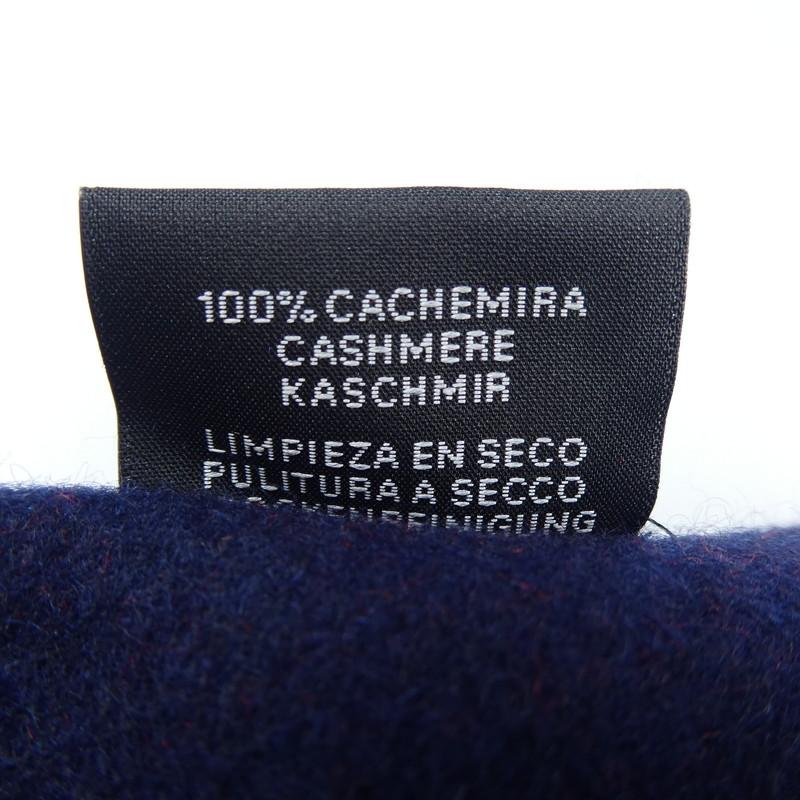 100% CACHEMIRA
CASHMERE
KASCHMIR
LIMPIEZA EN SECO
PULITURA A SECCO